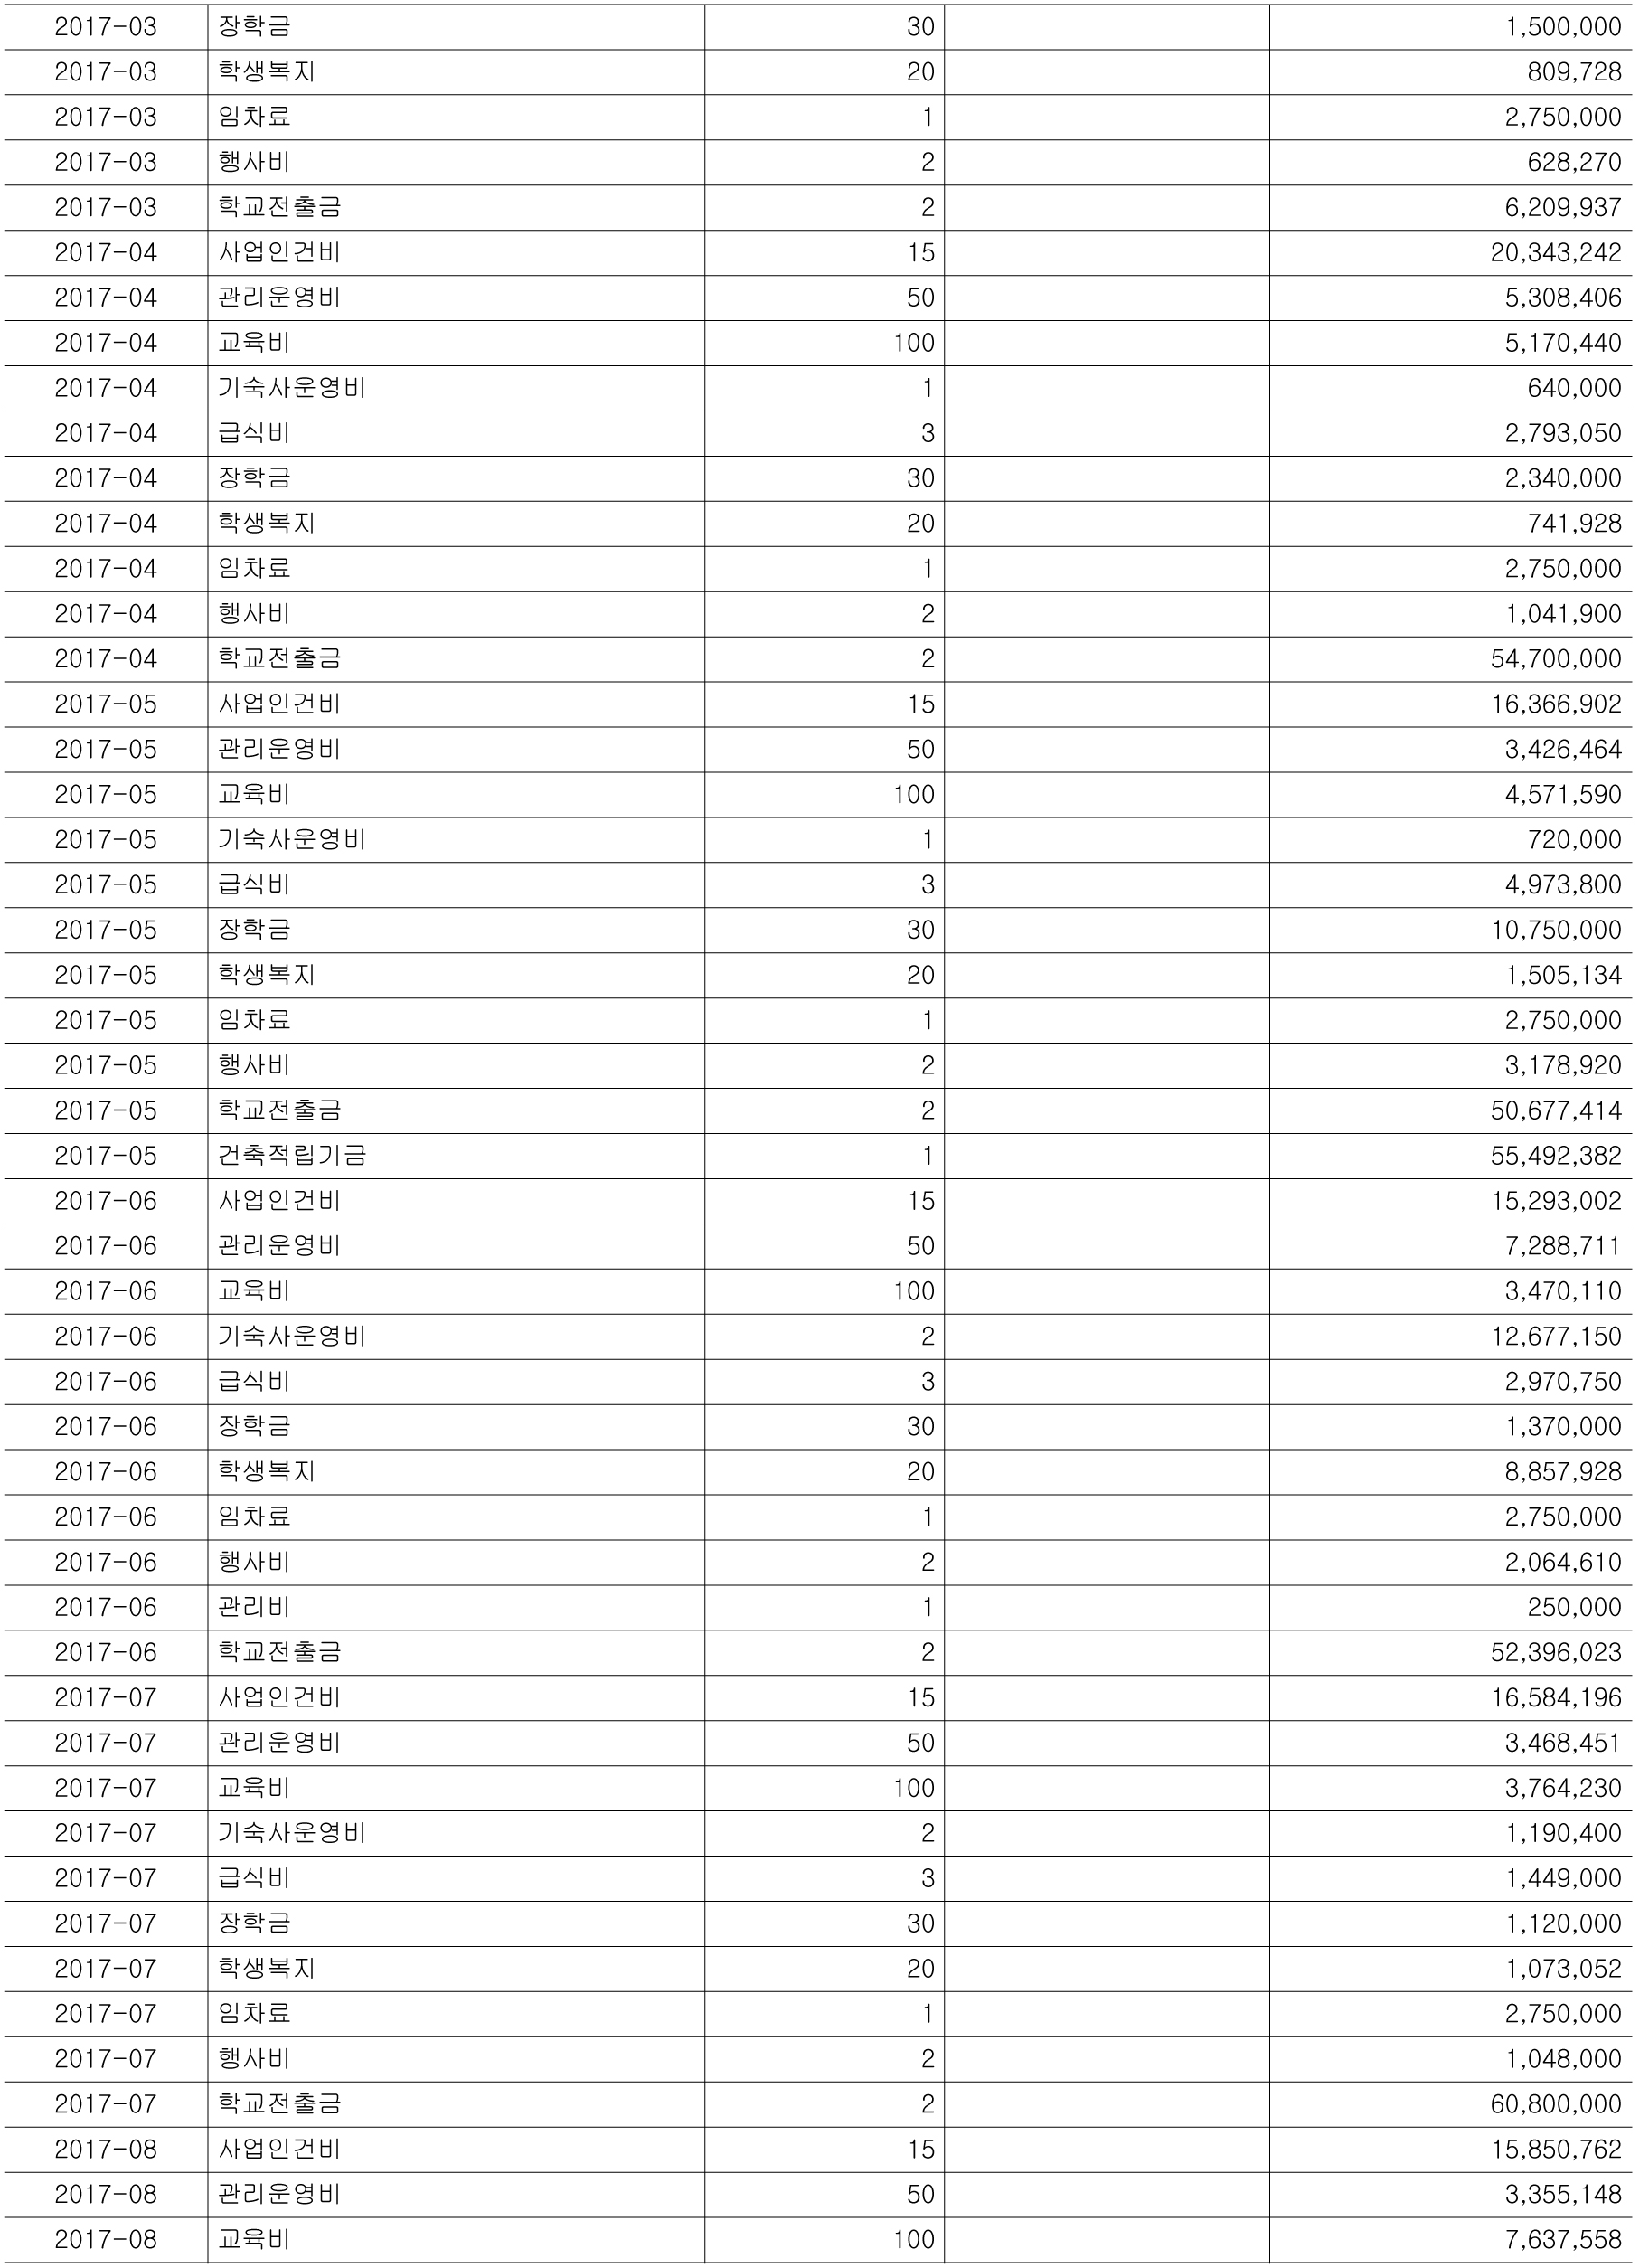 2017-03 장학금 30 1,500,000
2017-03 학생복지 20 809,728
2017-03 임차료 1 2,750,000
2017-03 행사비 2 628,270
2017-03 학교전출금 2 6,209,937
2017-04 사업인건비 15 20,343,242
2017-04 관리운영비 50 5,308,406
2017-04 교육비 100 5,170,440
2017-04 기숙사운영비 1 640,000
2017-04 급식비 3 2,793,050
2017-04 장학금 30 2,340,000
2017-04 학생복지 20 741,928
2017-04 임차료 1 2,750,000
2017-04 행사비 2 1,041,900
2017-04 학교전출금 2 54,700,000
2017-05 사업인건비 15 16,366,902
2017-05 관리운영비 50 3,426,464
2017-05 교육비 100 4,571,590
2017-05 기숙사운영비 1 720,000
2017-05 급식비 3 4,973,800
2017-05 장학금 30 10,750,000
2017-05 학생복지 20 1,505,134
2017-05 임차료 1 2,750,000
2017-05 행사비 2 3,178,920
2017-05 학교전출금 2 50,677,414
2017-05 건축적립기금 1 55,492,382
2017-06 사업인건비 15 15,293,002
2017-06 관리운영비 50 7,288,711
2017-06 교육비 100 3,470,110
2017-06 기숙사운영비 2 12,677,150
2017-06 급식비 3 2,970,750
2017-06 장학금 30 1,370,000
2017-06 학생복지 20 8,857,928
2017-06 임차료 1 2,750,000
2017-06 행사비 2 2,064,610
2017-06 관리비 1 250,000
2017-06 학교전출금 2 52,396,023
2017-07 사업인건비 15 16,584,196
2017-07 관리운영비 50 3,468,451
2017-07 교육비 100 3,764,230
2017-07 기숙사운영비 2 1,190,400
2017-07 급식비 3 1,449,000
2017-07 장학금 30 1,120,000
2017-07 학생복지 20 1,073,052
2017-07 임차료 1 2,750,000
2017-07 행사비 2 1,048,000
2017-07 학교전출금 2 60,800,000
2017-08 사업인건비 15 15,850,762
2017-08 관리운영비 50 3,355,148
2017-08 교육비 100 7,637,558